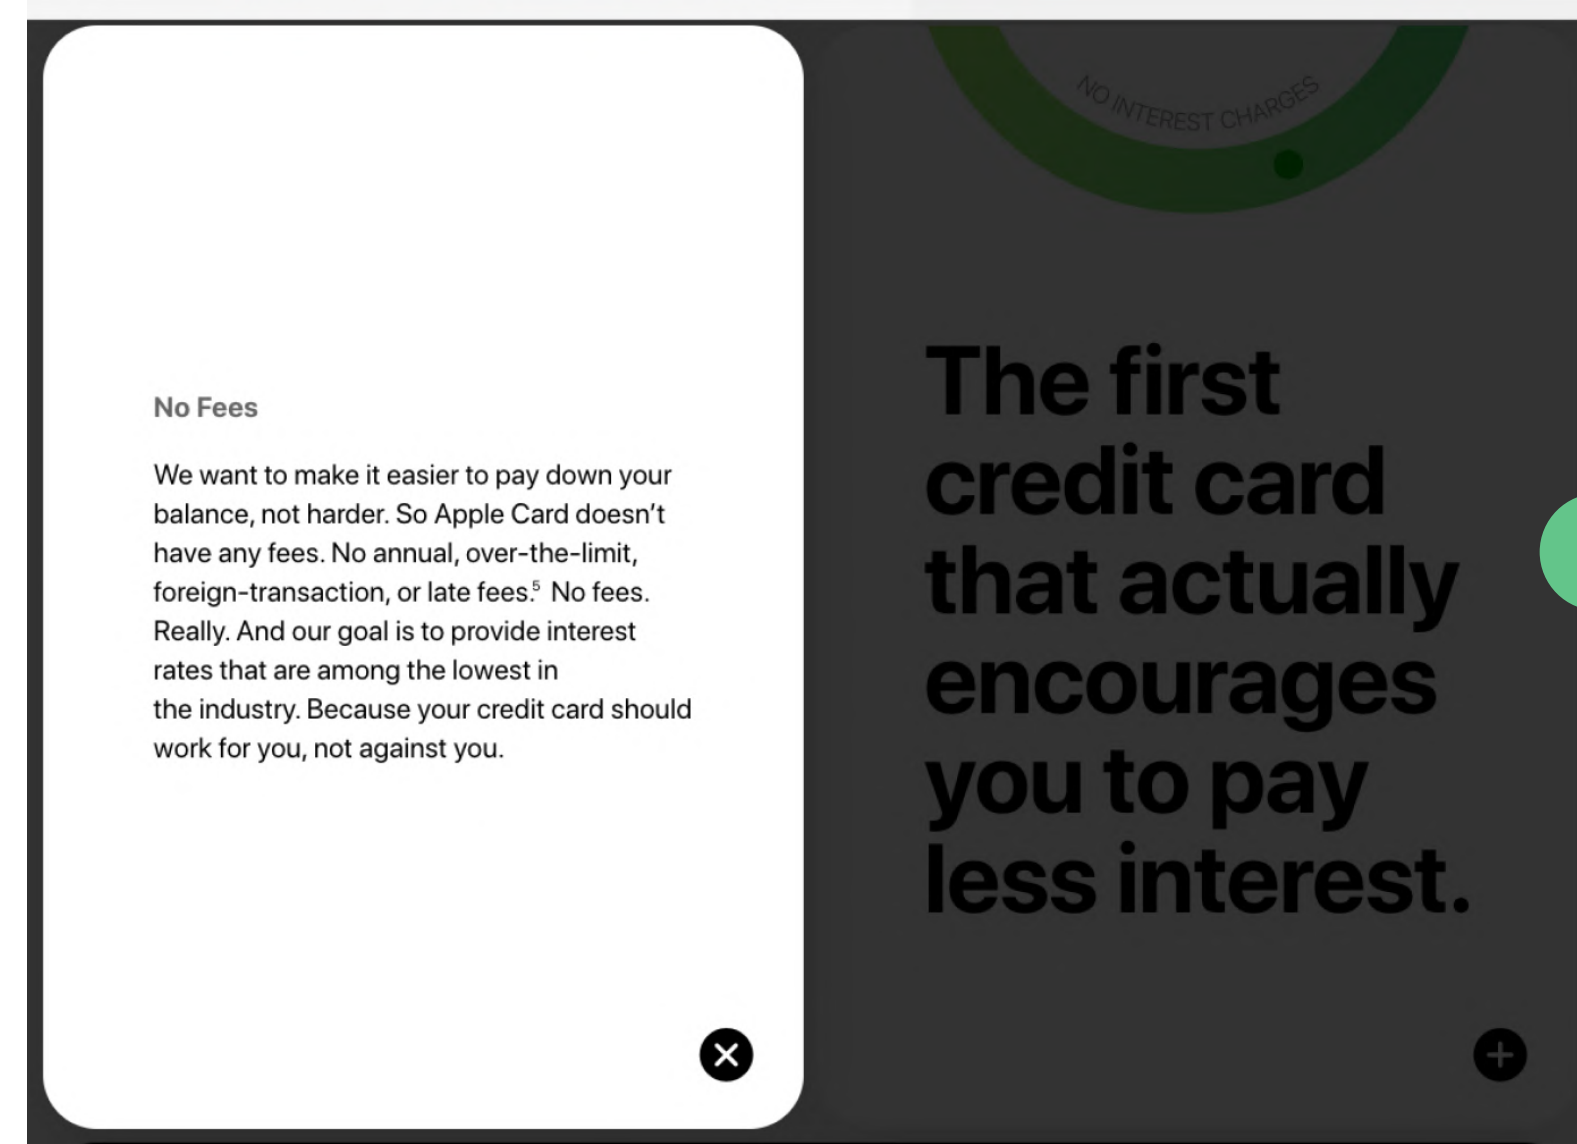 No Fees
We want to make it easier to pay down your
balance, not harder. So Apple Card doesn’t
have any fees. No annual, over-the-limit,
foreign-transaction, or late fees.⁵ No fees.
Really. And our goal is to provide interest
rates that are among the lowest in
the industry. Because your credit card should
work for you, not against you.
NO INTEREST CHARGES
The first
credit card
that actually
encourages
you to pay
less interest.